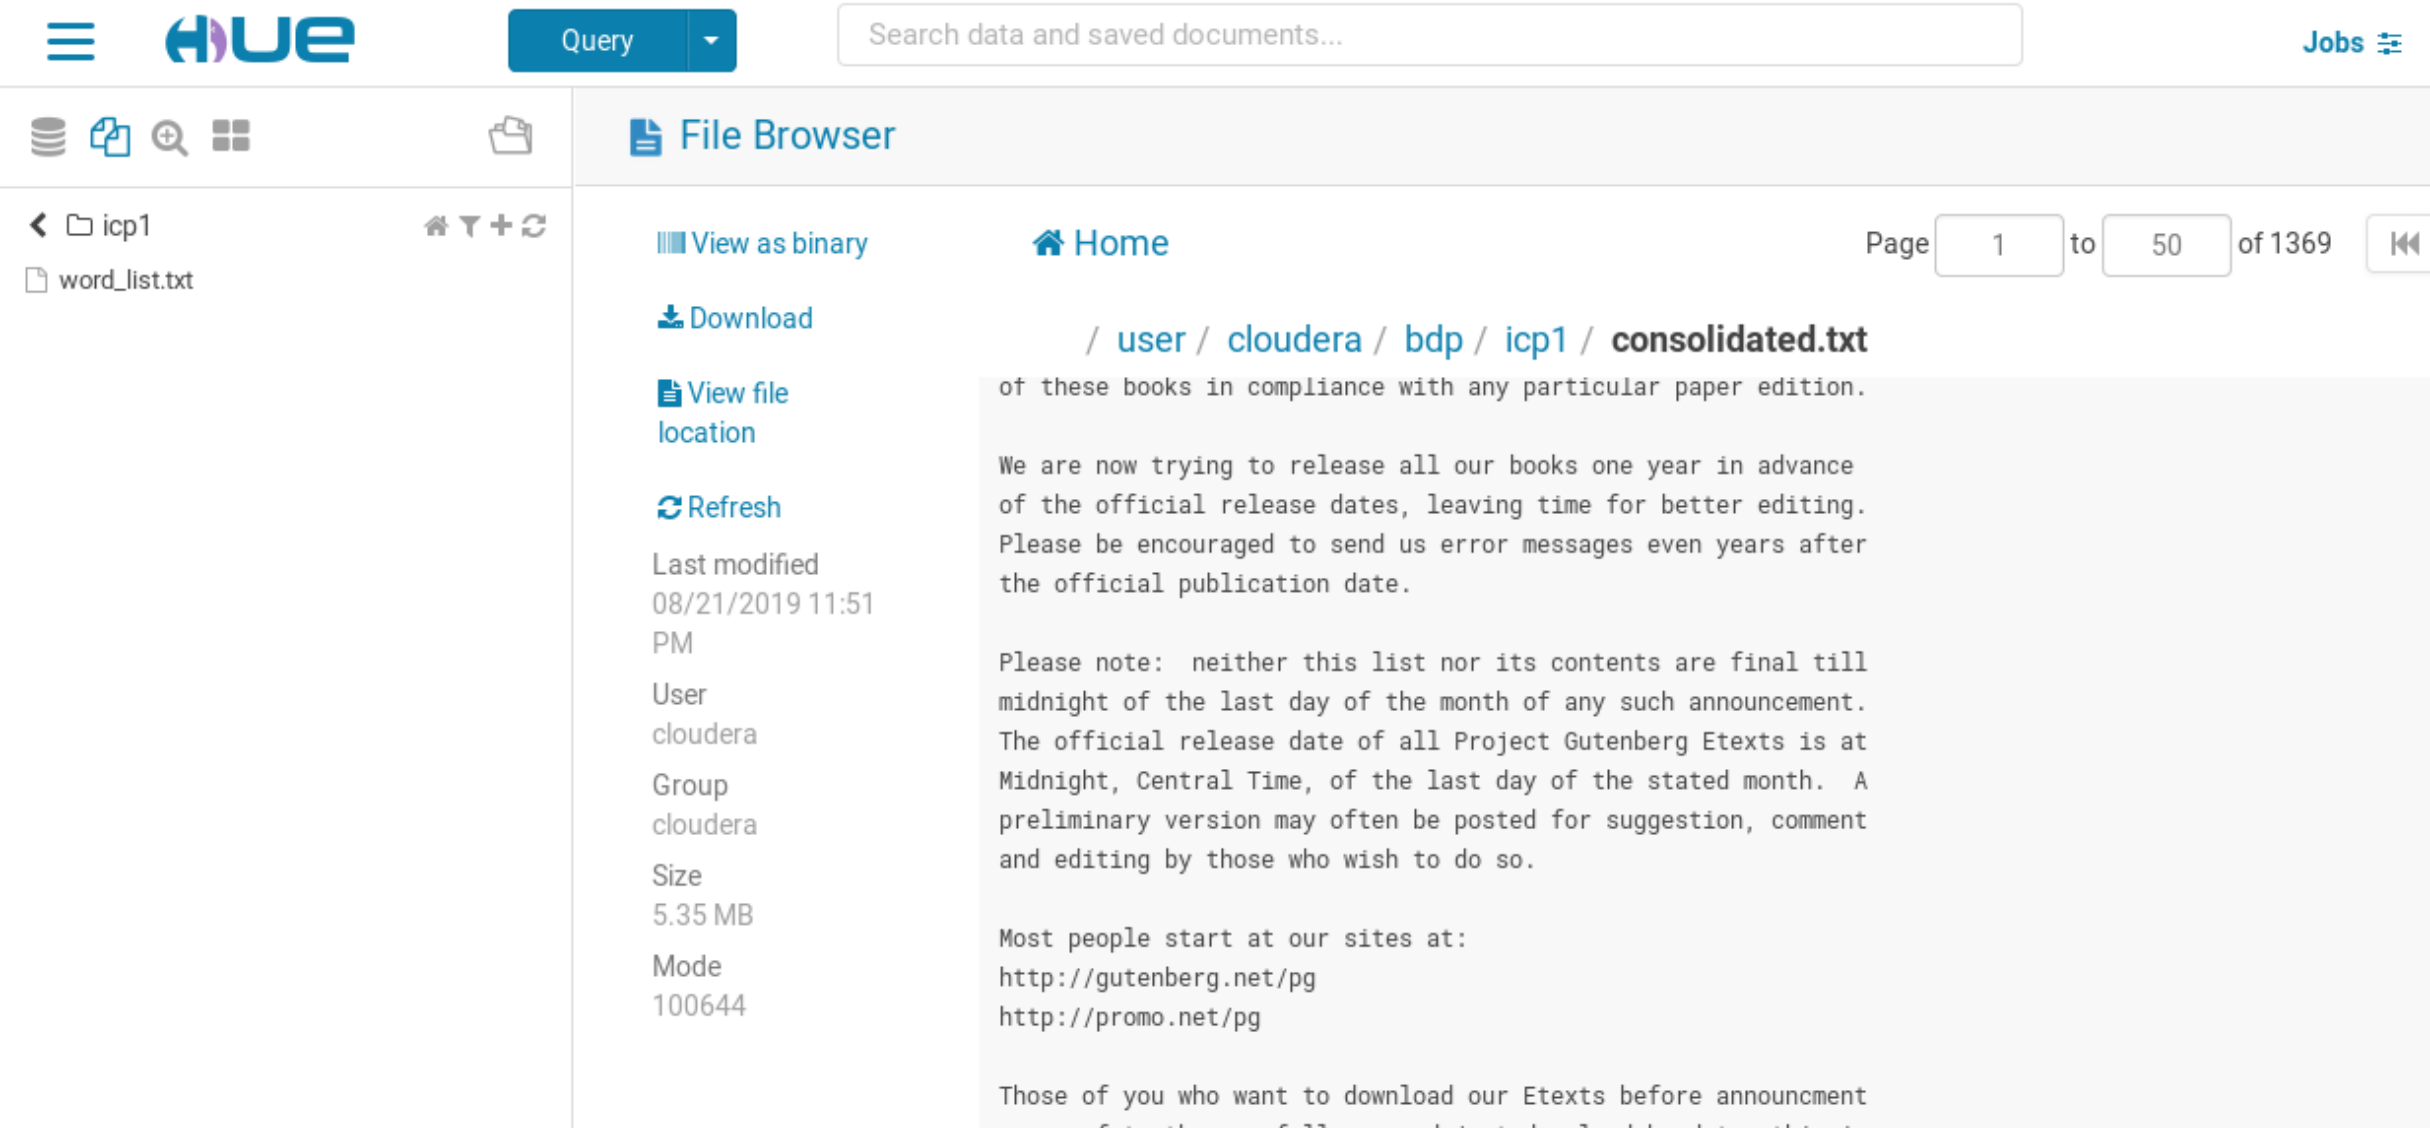 HUE
Query
Search data and saved documents...
Jobs
File Browser
icp1
word_list.txt
View as binary
Download
View file
location
Refresh
Last modified
08/21/2019 11:51
PM
User
cloudera
Group
cloudera
Size
5.35 MB
Mode
100644
Home
Page 1 to 50 of 1369
/ user / cloudera / bdp / icp1 / consolidated.txt
of these books in compliance with any particular paper edition.
We are now trying to release all our books one year in advance
of the official release dates, leaving time for better editing.
Please be encouraged to send us error messages even years after
the official publication date.
Please note:  neither this list nor its contents are final till
midnight of the last day of the month of any such announcement.
The official release date of all Project Gutenberg Etexts is at
Midnight, Central Time, of the last day of the stated month.  A
preliminary version may often be posted for suggestion, comment
and editing by those who wish to do so.
Most people start at our sites at:
http://gutenberg.net/pg
http://promo.net/pg
Those of you who want to download our Etexts before announcment